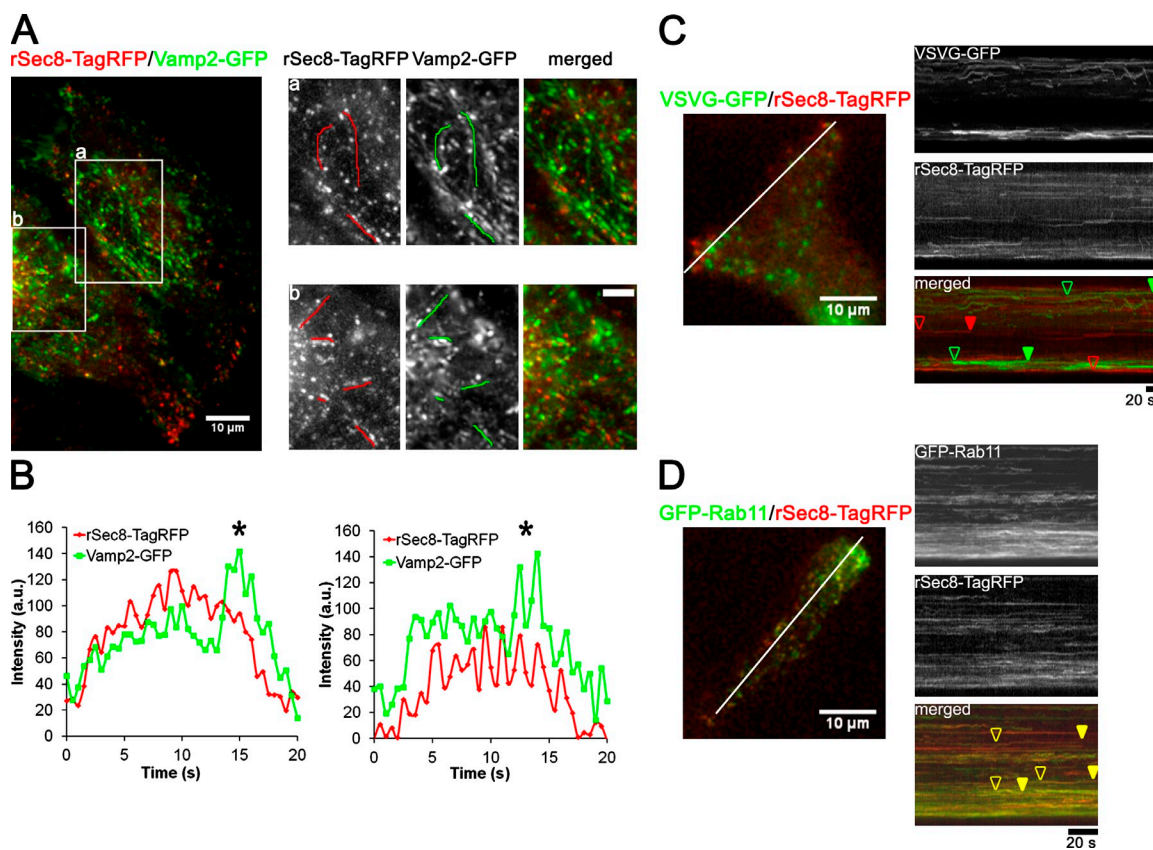 A
rSec8-TagRFP/Vamp2-GFP
rSec8-TagRFP Vamp2-GFP merged
a
a
b
b
10 µm
B
160
140
120
100
80
60
40
20
0
Intensity (a.u.)
*
rSec8-TagRFP
Vamp2-GFP
0 5 10 15 20
Time (s)
160
140
120
100
80
60
40
20
0
Intensity (a.u.)
*
rSec8-TagRFP
Vamp2-GFP
0 5 10 15 20
Time (s)
C
VSVG-GFP/rSec8-TagRFP
10 µm
VSVG-GFP
rSec8-TagRFP
merged
20 s
D
GFP-Rab11/rSec8-TagRFP
10 µm
GFP-Rab11
rSec8-TagRFP
merged
20 s